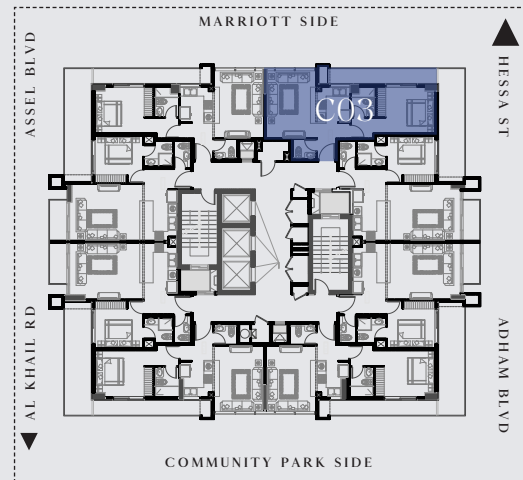 MARRIOTT SIDE
ASSEL BLVD
HESSA ST
C03
AL KHAIL RD
ADHAM BLVD
COMMUNITY PARK SIDE